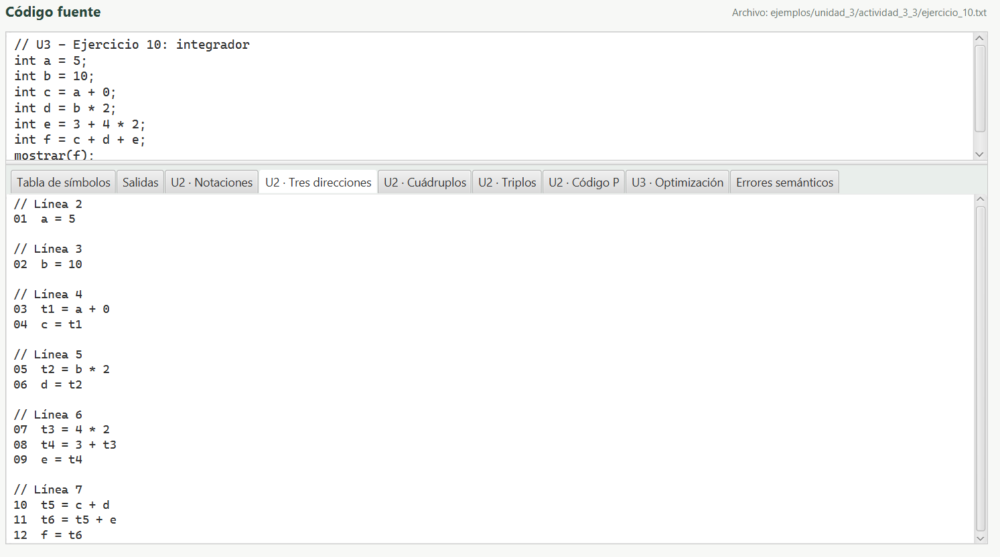 Código fuente
Archivo: ejemplos/unidad_3/actividad_3_3/ejercicio_10.txt
// U3 – Ejercicio 10: integrador
int a = 5;
int b = 10;
int c = a + 0;
int d = b * 2;
int e = 3 + 4 * 2;
int f = c + d + e;
mostrar(f);
Tabla de símbolos
Salidas
U2 · Notaciones
U2 · Tres direcciones
U2 · Cuádruplos
U2 · Triplos
U2 · Código P
U3 · Optimización
Errores semánticos
// Línea 2
01  a = 5
// Línea 3
02  b = 10
// Línea 4
03  t1 = a + 0
04  c = t1
// Línea 5
05  t2 = b * 2
06  d = t2
// Línea 6
07  t3 = 4 * 2
08  t4 = 3 + t3
09  e = t4
// Línea 7
10  t5 = c + d
11  t6 = t5 + e
12  f = t6